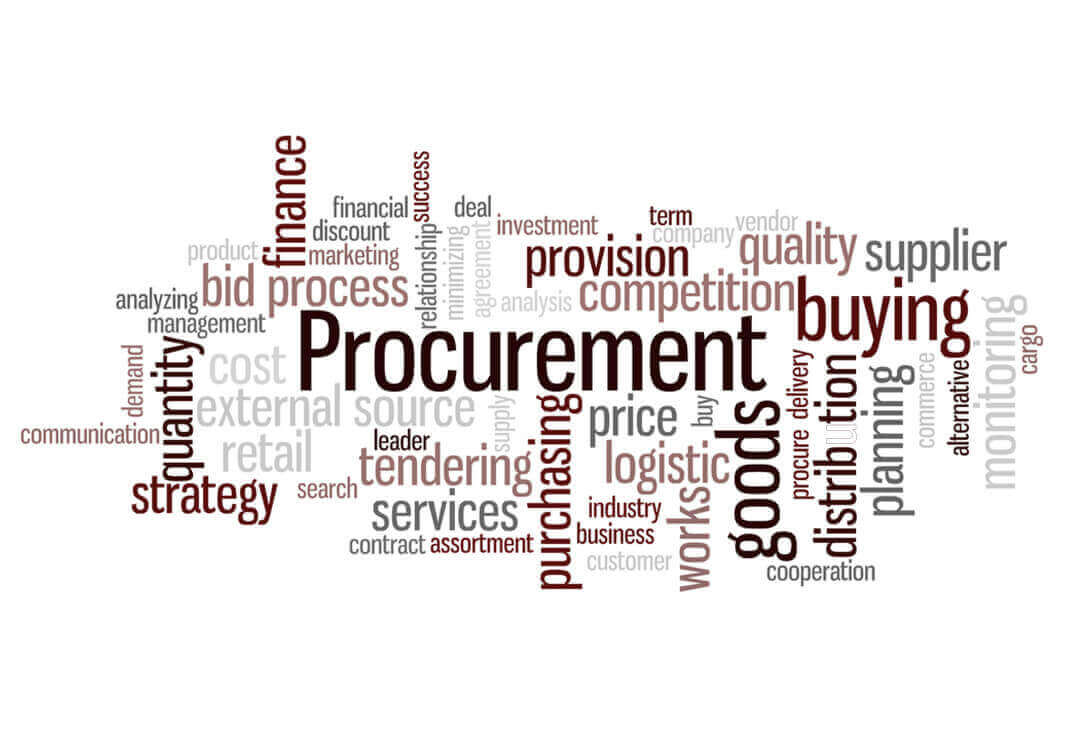 finance
success
financial
deal
discount
investment
term
vendor
company
product
marketing
relationship
minimizing
agreement
provision
quality
supplier
bid process
analysis
competition
buying
analyzing
management
monitoring
cargo
Procurement
demand
quantity
cost
external source
supply
price
buy
procure delivery
distribution
planning
commerce
alternative
communication
retail
leader
tendering
purchasing
logistic
goods
strategy
search
services
industry
works
contract
assortment
business
customer
cooperation